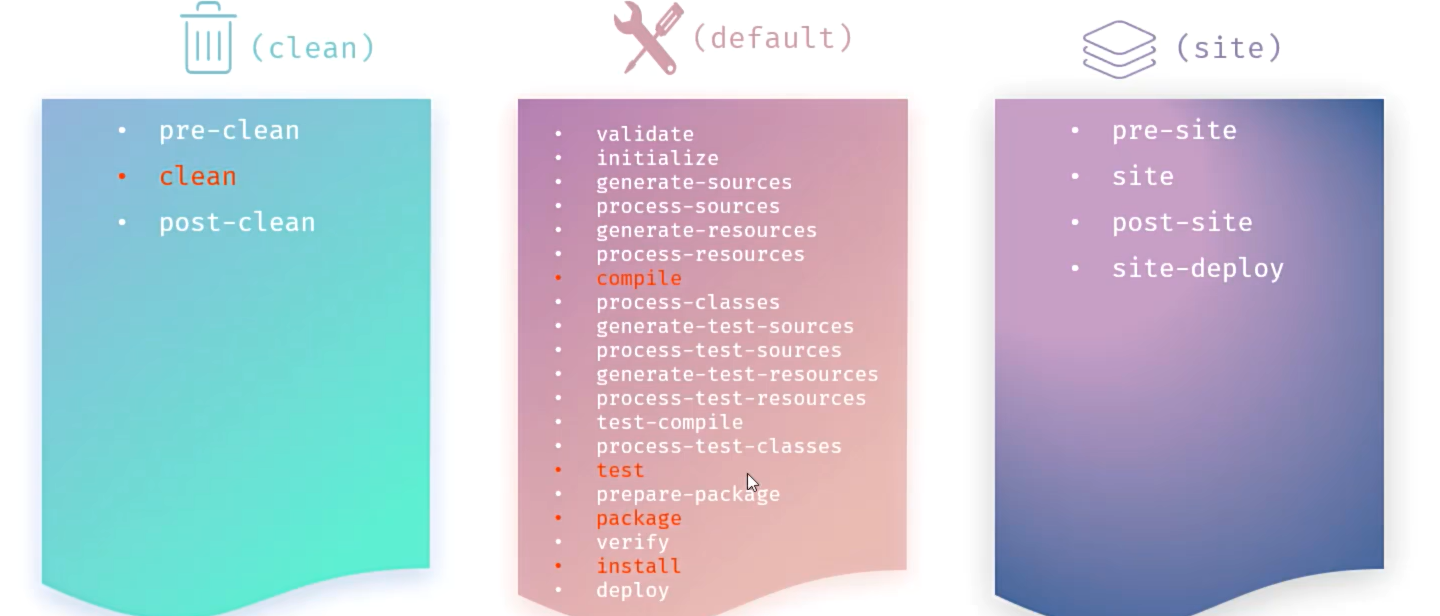 (clean)
• pre-clean
• clean
• post-clean
(default)
• validate
• initialize
• generate-sources
• process-sources
• generate-resources
• process-resources
• compile
• process-classes
• generate-test-sources
• process-test-sources
• generate-test-resources
• process-test-resources
• test-compile
• process-test-classes
• test
• prepare-package
• package
• verify
• install
• deploy
(site)
• pre-site
• site
• post-site
• site-deploy